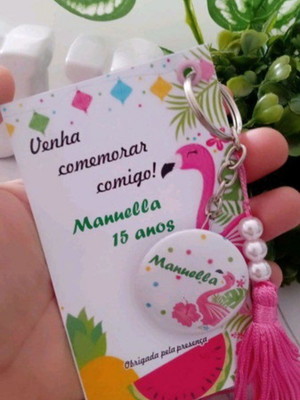 Venha
comemorar
comigo!
Manuella
15 anos
Manuella
Obrigada pela presença